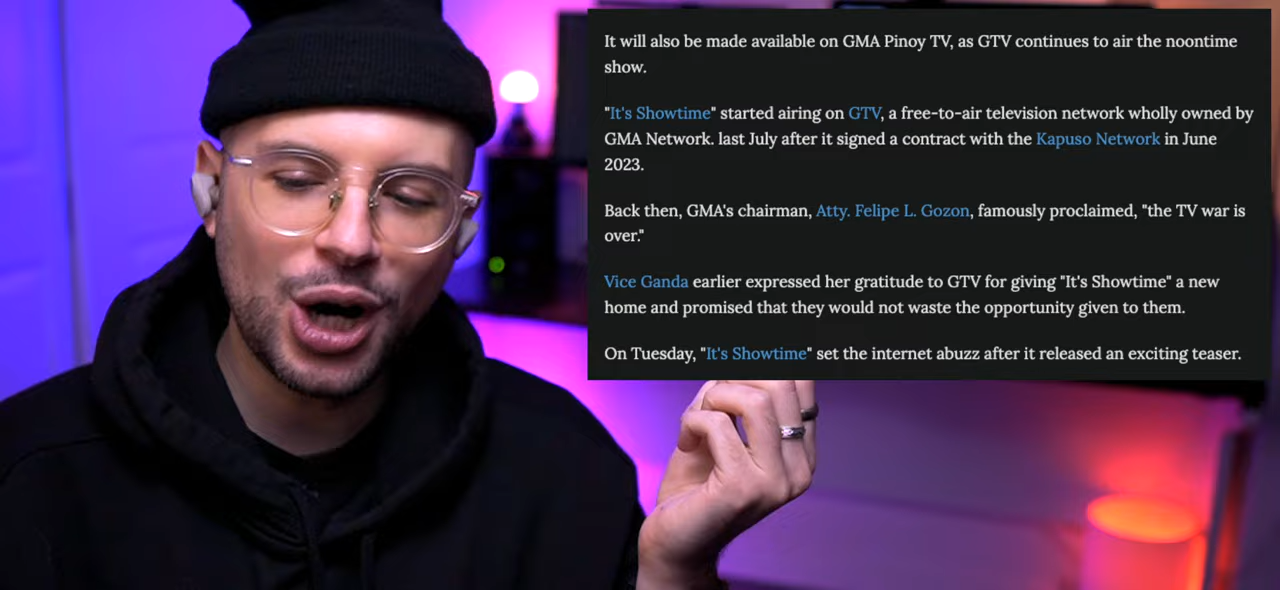 It will also be made available on GMA Pinoy TV, as GTV continues to air the noontime
show.
"It's Showtime" started airing on GTV, a free-to-air television network wholly owned by
GMA Network. last July after it signed a contract with the Kapuso Network in June
2023.
Back then, GMA's chairman, Atty. Felipe L. Gozon, famously proclaimed, "the TV war is
over."
Vice Ganda earlier expressed her gratitude to GTV for giving "It's Showtime" a new
home and promised that they would not waste the opportunity given to them.
On Tuesday, "It's Showtime" set the internet abuzz after it released an exciting teaser.